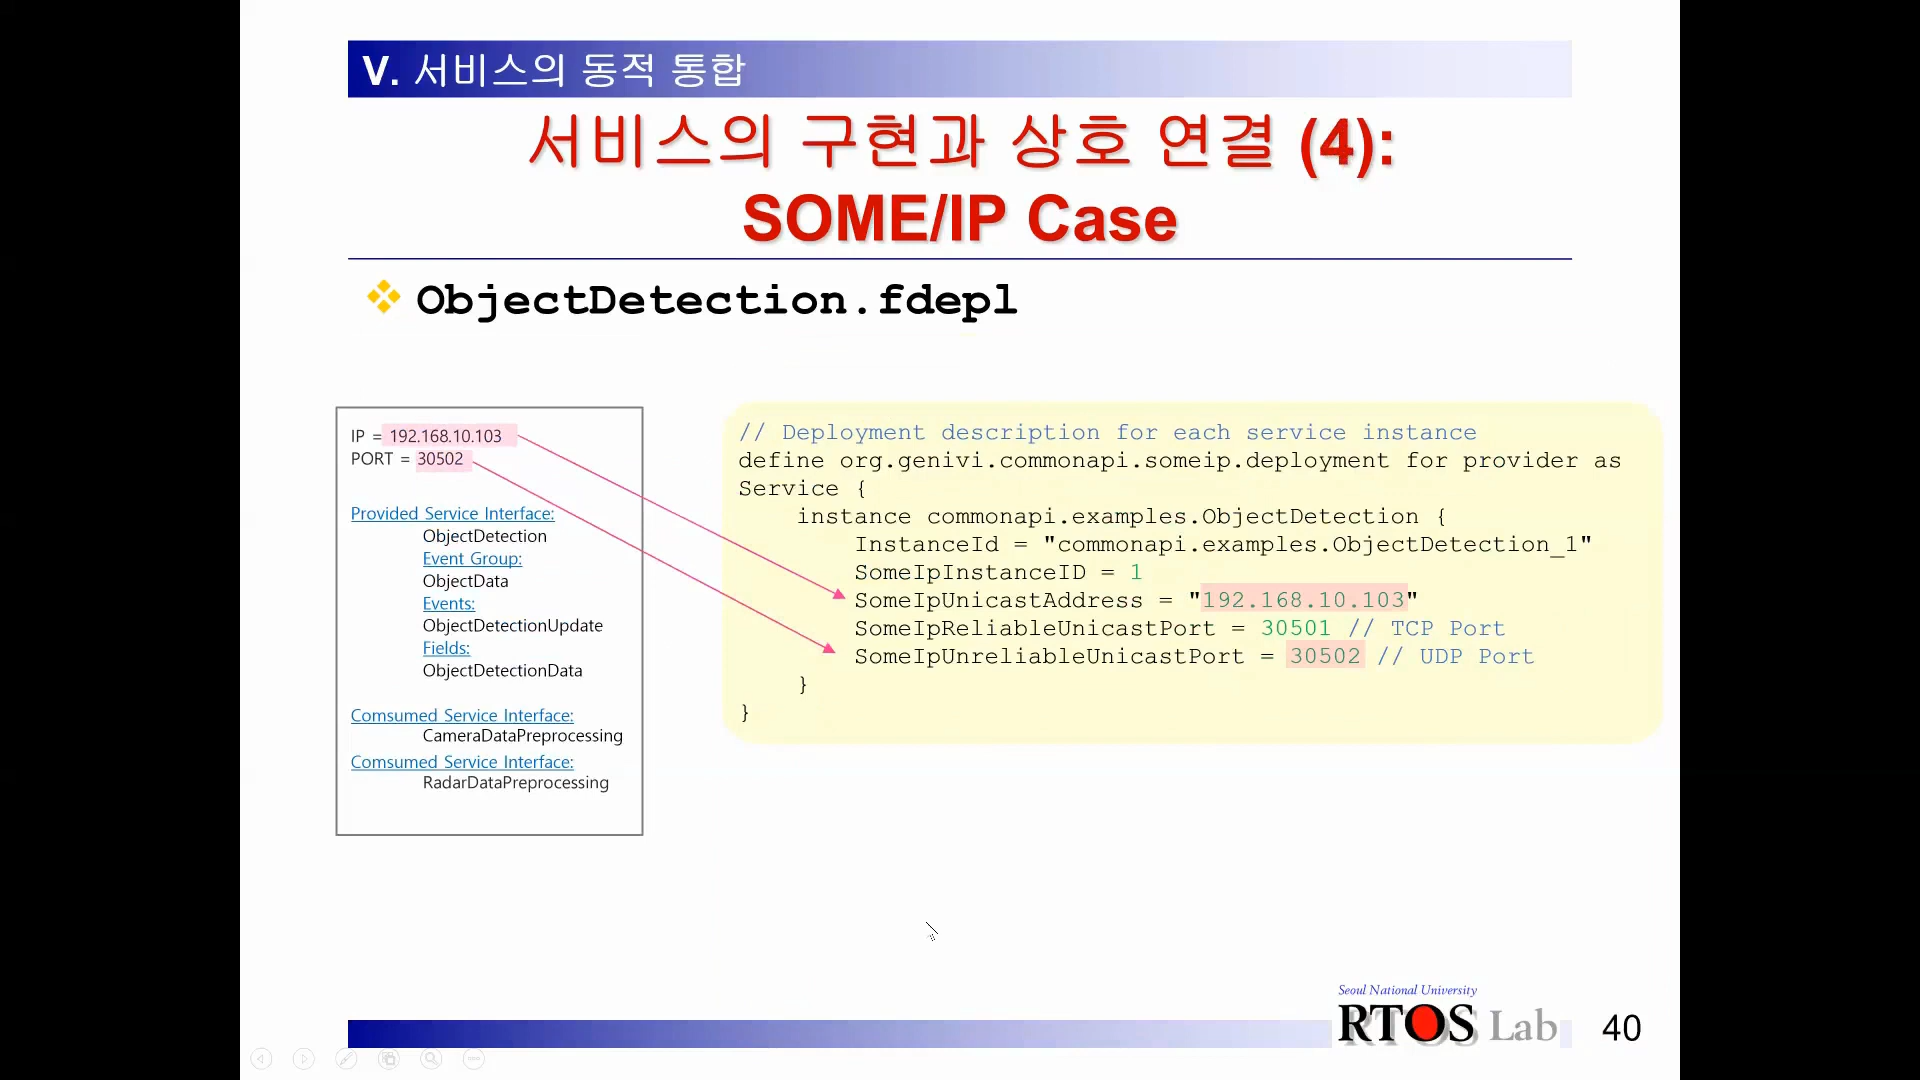 V. 서비스의 동적 통합
서비스의 구현과 상호 연결 (4):
SOME/IP Case
ObjectDetection.fdepl
IP = 192.168.10.103
PORT = 30502
Provided Service Interface:
ObjectDetection
Event Group:
ObjectData
Events:
ObjectDetectionUpdate
Fields:
ObjectDetectionData
Comsumed Service Interface:
CameraDataPreprocessing
Comsumed Service Interface:
RadarDataPreprocessing
// Deployment description for each service instance
define org.genivi.commonapi.someip.deployment for provider as
Service {
instance commonapi.examples.ObjectDetection {
InstanceId = "commonapi.examples.ObjectDetection_1"
SomeIpInstanceID = 1
SomeIpUnicastAddress = "192.168.10.103"
SomeIpReliableUnicastPort = 30501 // TCP Port
SomeIpUnreliableUnicastPort = 30502 // UDP Port
}
}
Seoul National University
RTOS Lab
40